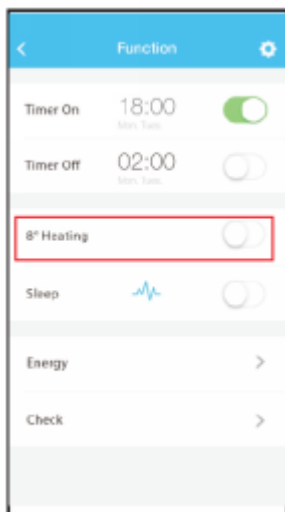 Function
Timer On 18:00
Mon. Tues.
Timer Off 02:00
Mon. Tues.
8° Heating
Sleep
Energy
Check